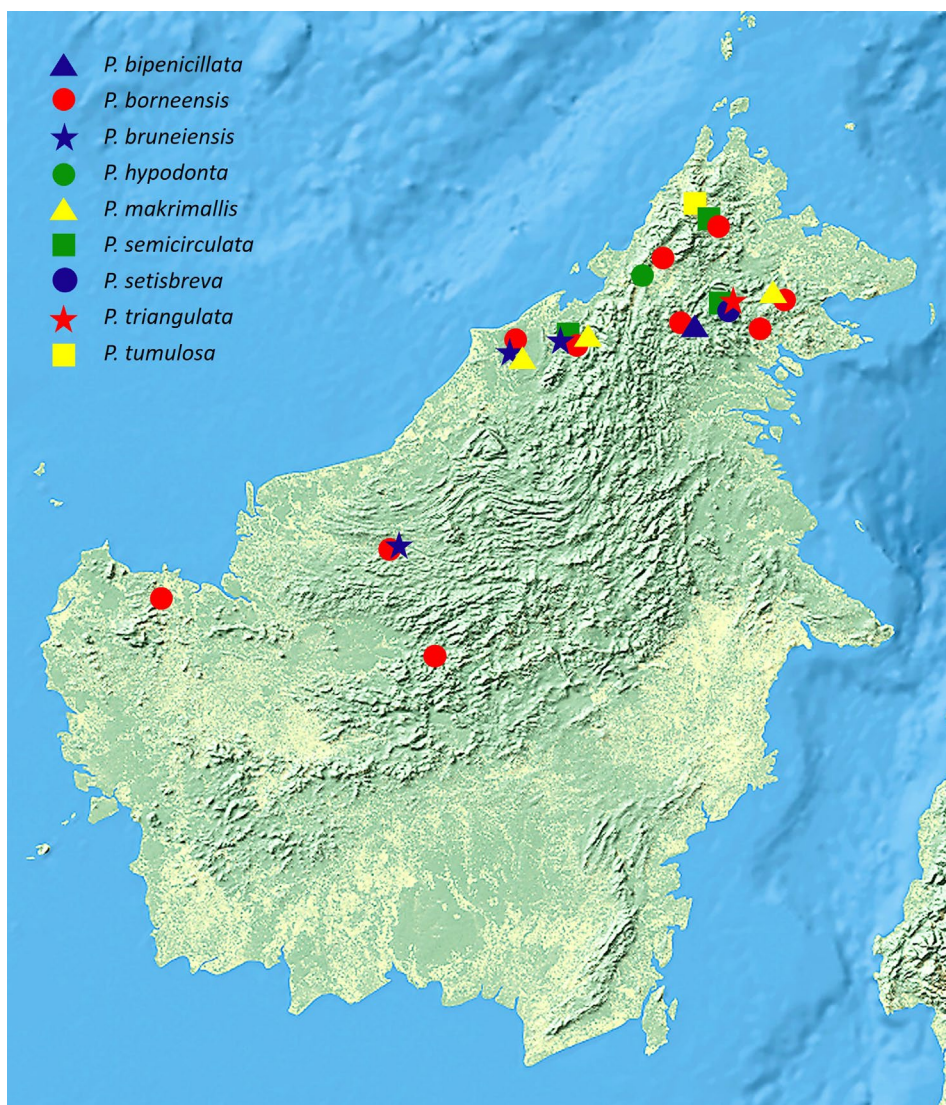 P. bipenicillata
P. borneensis
P. bruneiensis
P. hypodonta
P. makrimallis
P. semicirculata
P. setisbreva
P. triangulata
P. tumulosa